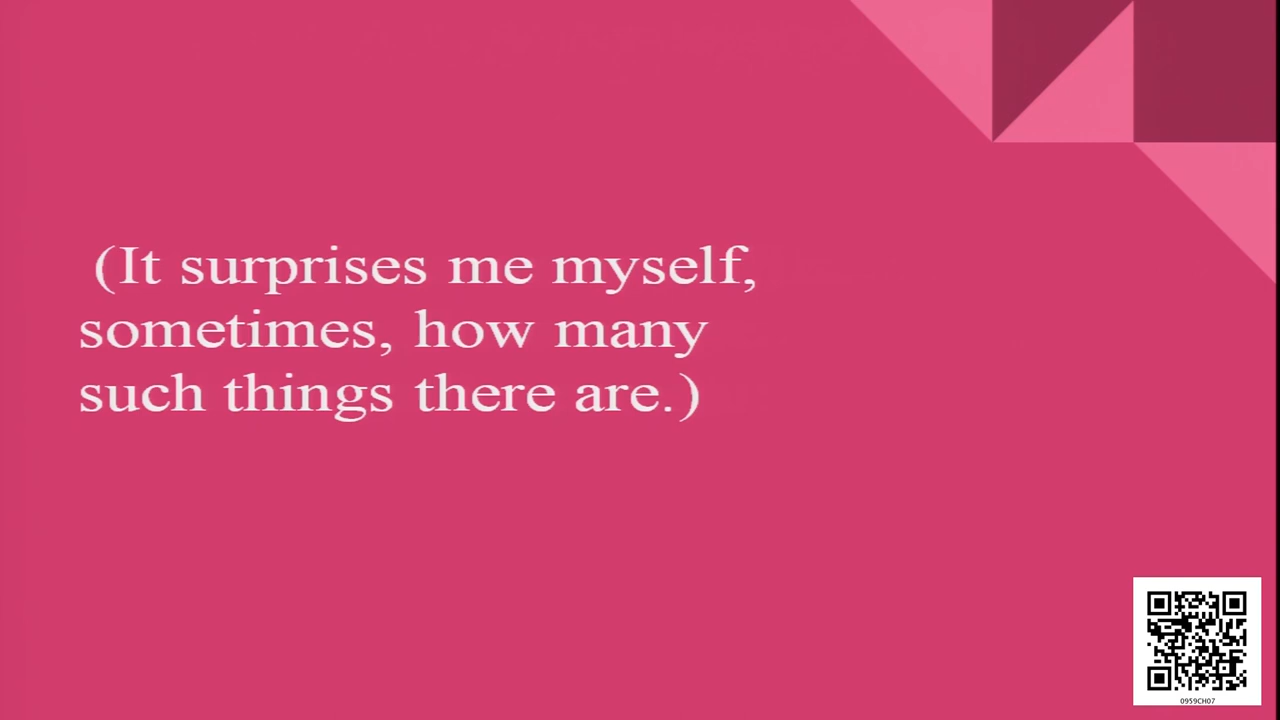 (It surprises me myself,
sometimes, how many
such things there are.)
0959CH07